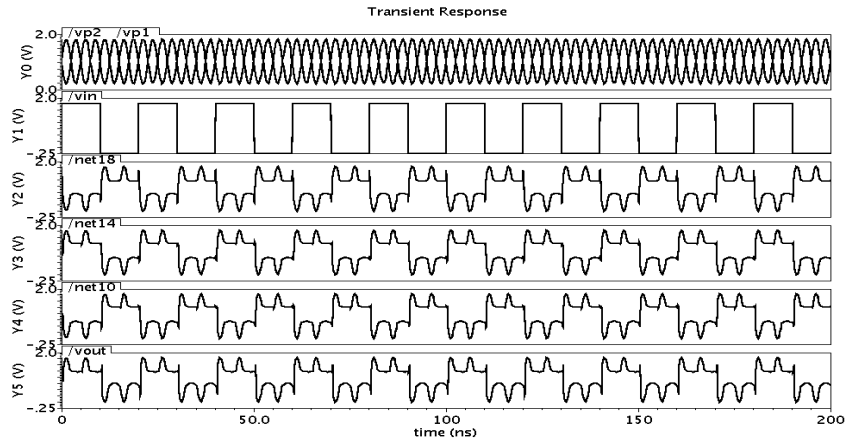 Transient Response
/vp2 /vp1
2.0
Y0 (V)
0.0
/vin
2.0
Y1 (V)
-.25
/net18
2.0
Y2 (V)
-.25
/net14
2.0
Y3 (V)
-.25
/net10
2.0
Y4 (V)
-.25
/vout
2.0
Y5 (V)
-.25
0 50.0 100 150 200
time (ns)